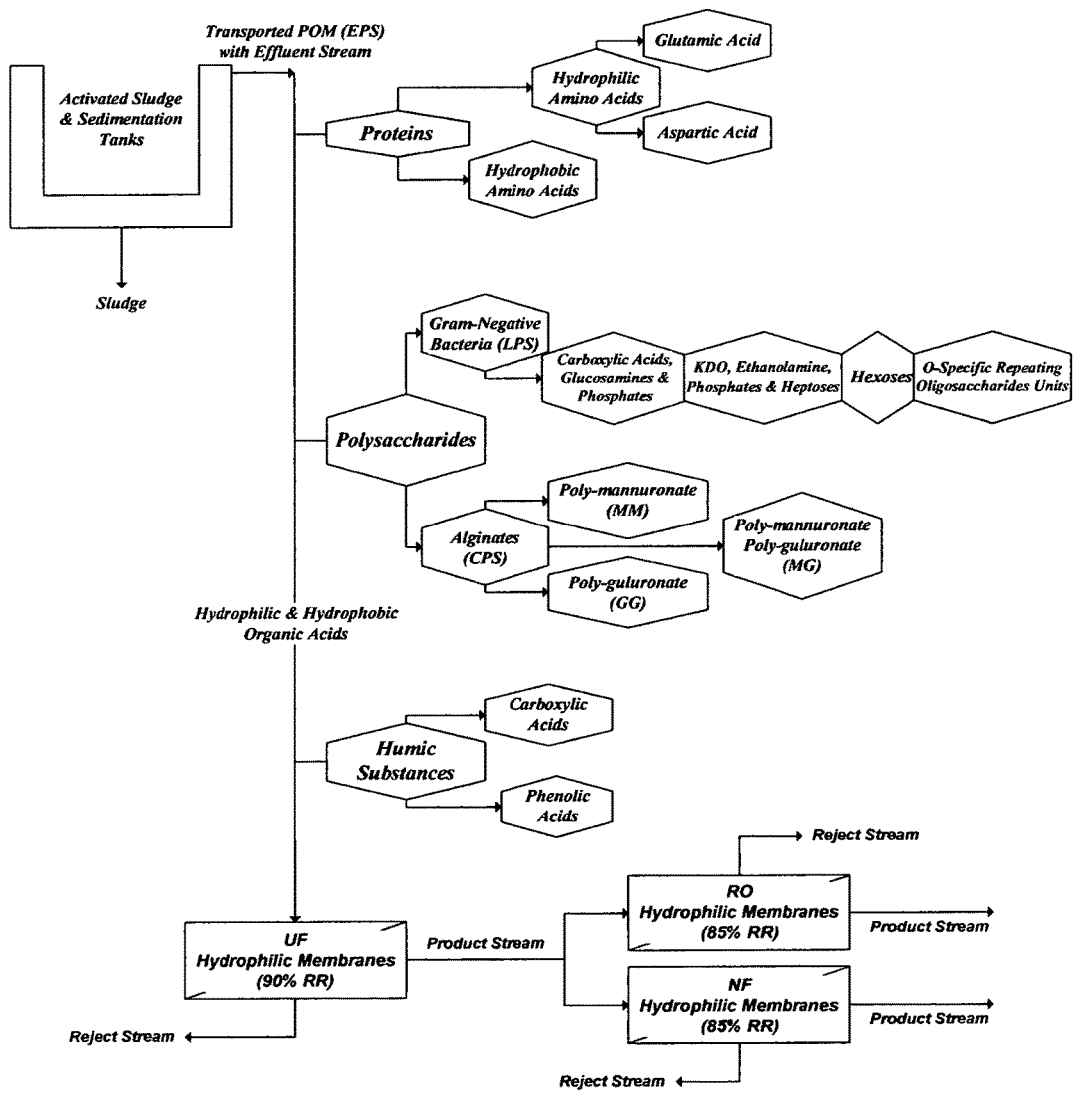 Transported POM (EPS)
with Effluent Stream
Activated Sludge
& Sedimentation
Tanks
Sludge
Proteins
Hydrophilic
Amino Acids
Glutamic Acid
Aspartic Acid
Hydrophobic
Amino Acids
Polysaccharides
Gram-Negative
Bacteria (LPS)
Carboxylic Acids,
Glucosamines &
Phosphates
KDO, Ethanolamine,
Phosphates & Heptoses
Hexoses
O-Specific Repeating
Oligosaccharides Units
Alginates
(CPS)
Poly-mannuronate
(MM)
Poly-mannuronate
Poly-guluronate
(MG)
Poly-guluronate
(GG)
Hydrophilic & Hydrophobic
Organic Acids
Humic
Substances
Carboxylic
Acids
Phenolic
Acids
UF
Hydrophilic Membranes
(90% RR)
Reject Stream
Product Stream
Reject Stream
RO
Hydrophilic Membranes
(85% RR)
Product Stream
NF
Hydrophilic Membranes
(85% RR)
Product Stream
Reject Stream